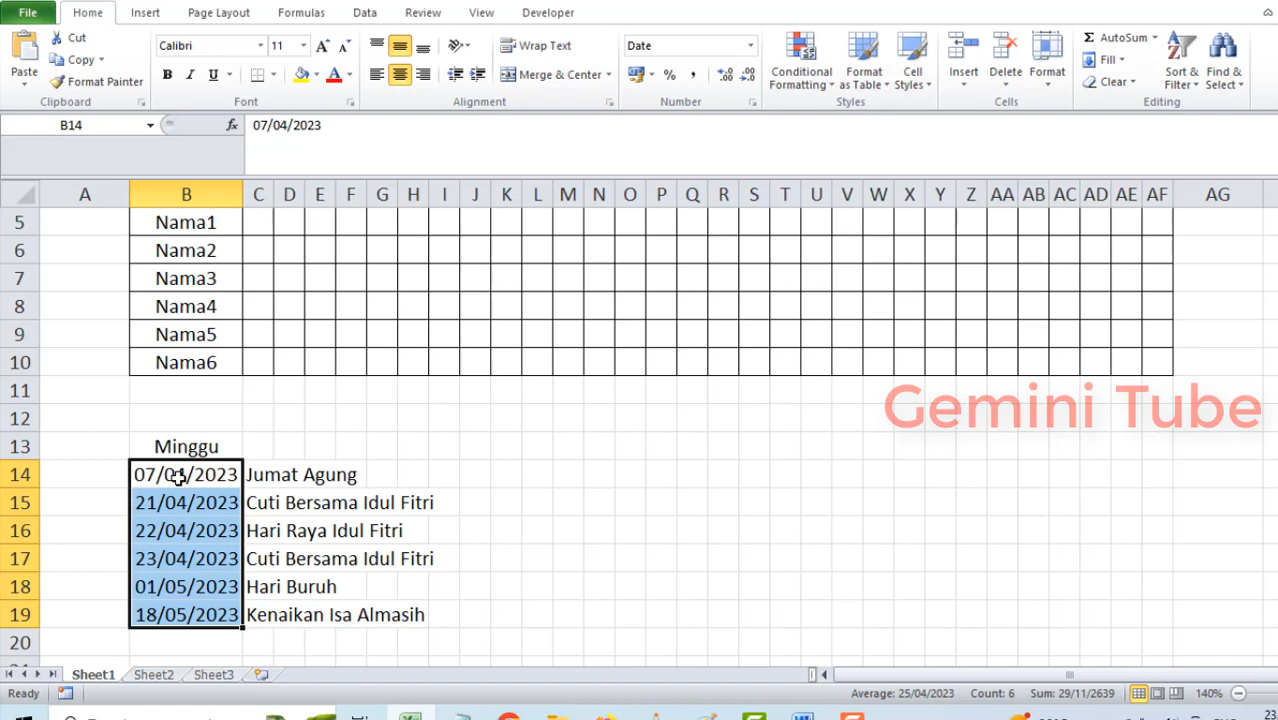 File Home Insert Page Layout Formulas Data Review View Developer
Paste Cut Copy Format Painter Clipboard
Calibri 11 A A B I U A Font
Wrap Text Merge & Center Alignment
Date % , Number
Conditional Formatting Format as Table Cell Styles Styles
Insert Delete Format Cells
Σ AutoSum Fill Clear Sort & Filter Find & Select Editing
B14 fx 07/04/2023
A B C D E F G H I J K L M N O P Q R S T U V W X Y Z AA AB AC AD AE AF AG
5 Nama1
6 Nama2
7 Nama3
8 Nama4
9 Nama5
10 Nama6
11
Gemini Tube
12
13 Minggu
14 07/04/2023 Jumat Agung
15 21/04/2023 Cuti Bersama Idul Fitri
16 22/04/2023 Hari Raya Idul Fitri
17 23/04/2023 Cuti Bersama Idul Fitri
18 01/05/2023 Hari Buruh
19 18/05/2023 Kenaikan Isa Almasih
20
Sheet1 Sheet2 Sheet3
Ready Average: 25/04/2023 Count: 6 Sum: 29/11/2639 140%